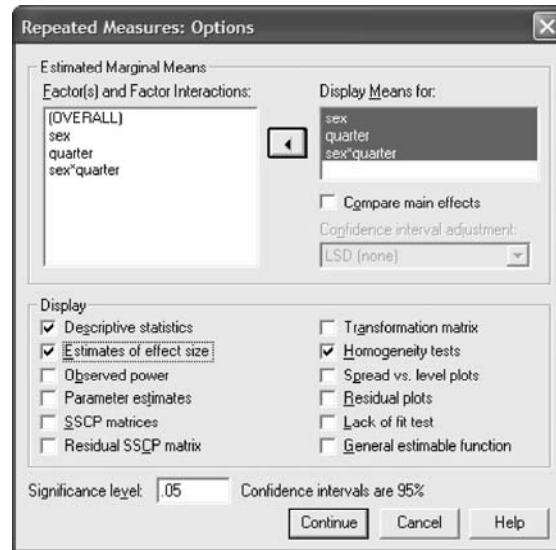 Repeated Measures: Options
Estimated Marginal Means
Factor(s) and Factor Interactions:
(OVERALL)
sex
quarter
sex*quarter
Display Means for:
sex
quarter
sex*quarter
Compare main effects
Confidence interval adjustment:
LSD (none)
Display
Descriptive statistics
Estimates of effect size
Observed power
Parameter estimates
SSCP matrices
Residual SSCP matrix
Transformation matrix
Homogeneity tests
Spread vs. level plots
Residual plots
Lack of fit test
General estimable function
Significance level: .05 Confidence intervals are 95%
Continue Cancel Help